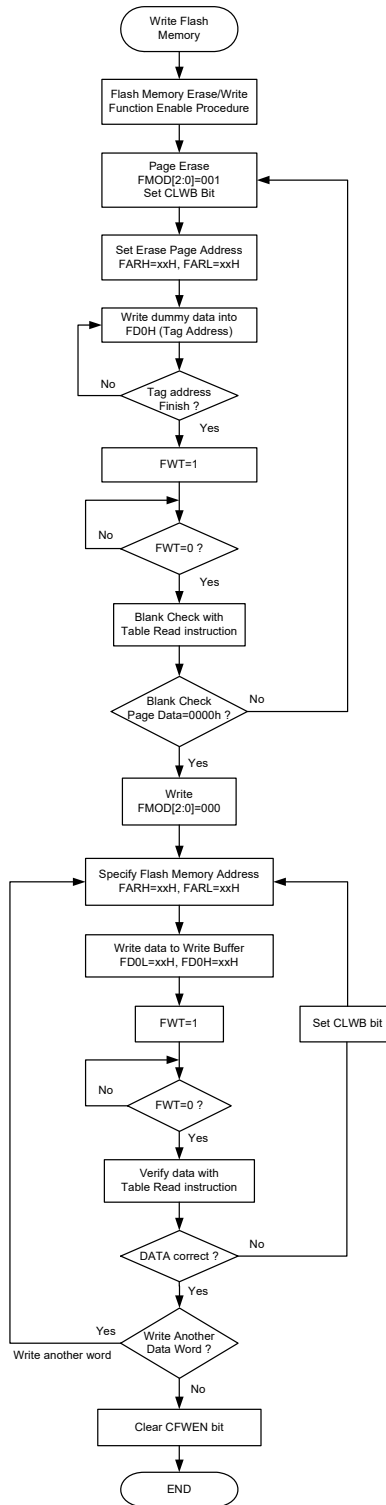 Write Flash
Memory
Flash Memory Erase/Write
Function Enable Procedure
Page Erase
FMOD[2:0]=001
Set CLWB Bit
Set Erase Page Address
FARH=xxH, FARL=xxH
Write dummy data into
FD0H (Tag Address)
No
Tag address
Finish ?
Yes
FWT=1
No
FWT=0 ?
Yes
Blank Check with
Table Read instruction
Blank Check
Page Data=0000h ?
No
Yes
Write
FMOD[2:0]=000
Specify Flash Memory Address
FARH=xxH, FARL=xxH
Write data to Write Buffer
FD0L=xxH, FD0H=xxH
FWT=1
Set CLWB bit
No
FWT=0 ?
Yes
Verify data with
Table Read instruction
DATA correct ?
No
Yes
Yes
Write another word
Write Another
Data Word ?
No
Clear CFWEN bit
END